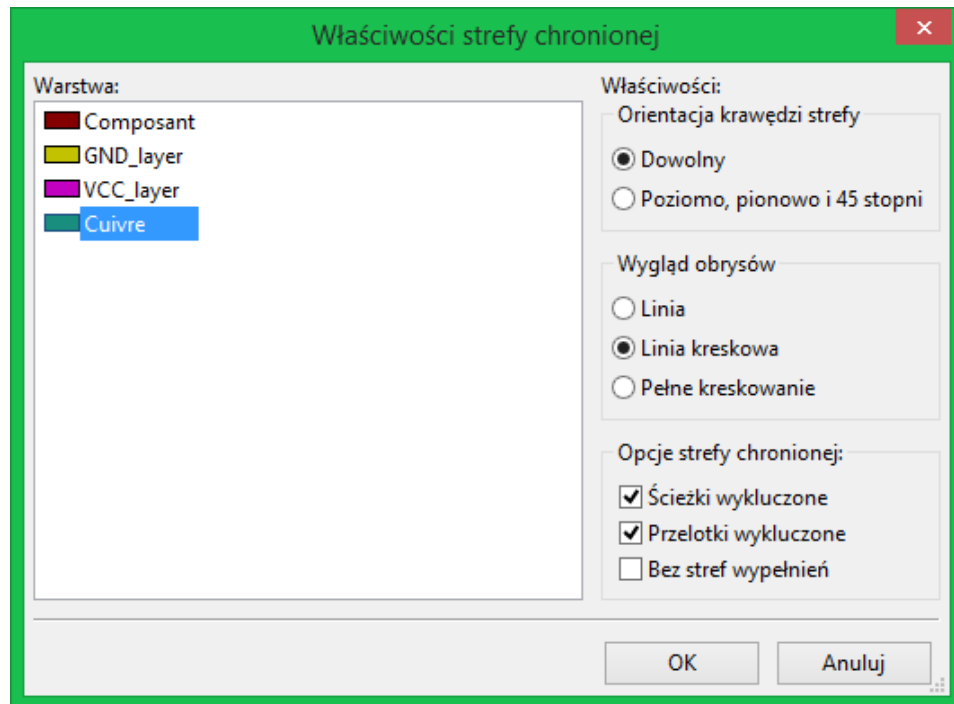 Właściwości strefy chronionej
Warstwa:
Composant
GND_layer
VCC_layer
Cuivre
Właściwości:
Orientacja krawędzi strefy
Dowolny
Poziomo, pionowo i 45 stopni
Wygląd obrysów
Linia
Linia kreskowa
Pełne kreskowanie
Opcje strefy chronionej:
Ścieżki wykluczone
Przelotki wykluczone
Bez stref wypełnień
OK
Anuluj